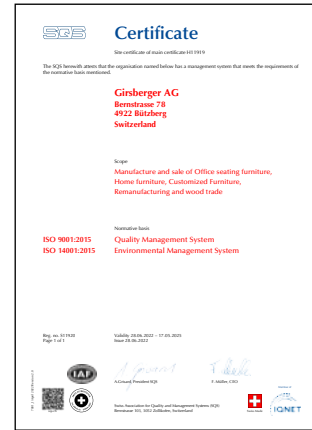 SQS
Certificate
Site certificate of main certificate H11919
The SQS herewith attests that the organisation named below has a management system that meets the requirements of
the normative basis mentioned.
Girsberger AG
Bernstrasse 78
4922 Bützberg
Switzerland
Scope
Manufacture and sale of Office seating furniture,
Home furniture, Customized Furniture,
Remanufacturing and wood trade
Normative basis
ISO 9001:2015 Quality Management System
ISO 14001:2015 Environmental Management System
Reg. no. H11920
Page 1 of 1
Validity 28.06.2022 – 17.05.2025
Issue 28.06.2022
A. Grisard, President SQS
F. Müller, CEO
IAF
Swiss Association for Quality and Management Systems (SQS)
Bernstrasse 103, 3052 Zollikofen, Switzerland
IQNET